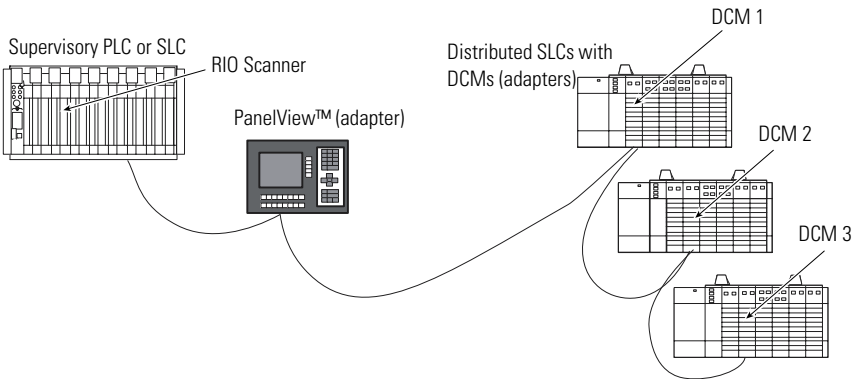 DCM 1
Supervisory PLC or SLC
RIO Scanner
Distributed SLCs with
DCMs (adapters)
PanelView™ (adapter)
DCM 2
DCM 3